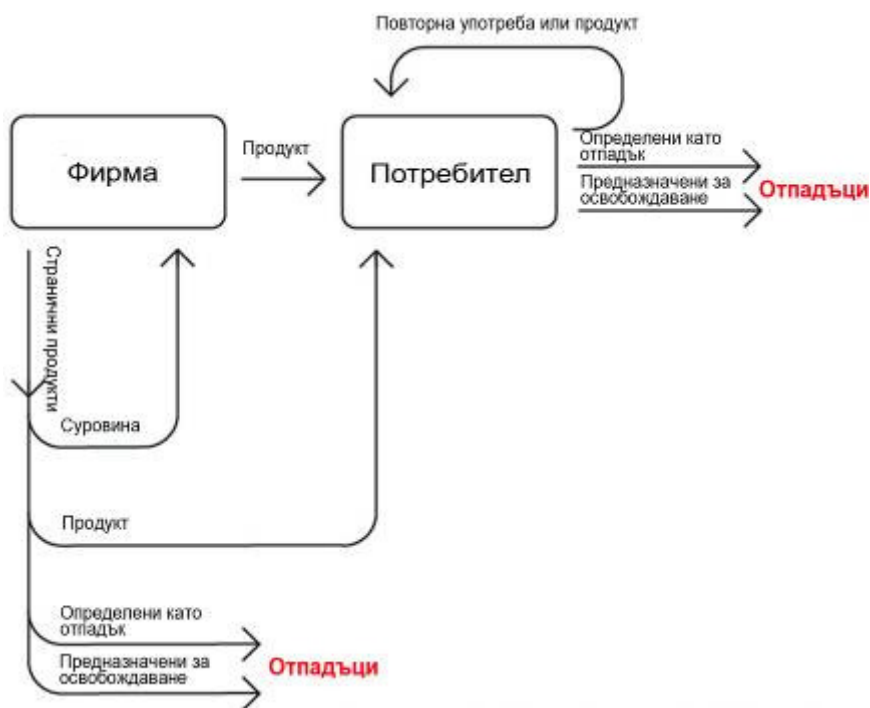 Повторна употреба или продукт
Фирма
Продукт
Потребител
Определени като
отпадък
Предназначени за
освобождаване
Отпадъци
Странични продукти
Суровина
Продукт
Определени като
отпадък
Предназначени за
освобождаване
Отпадъци